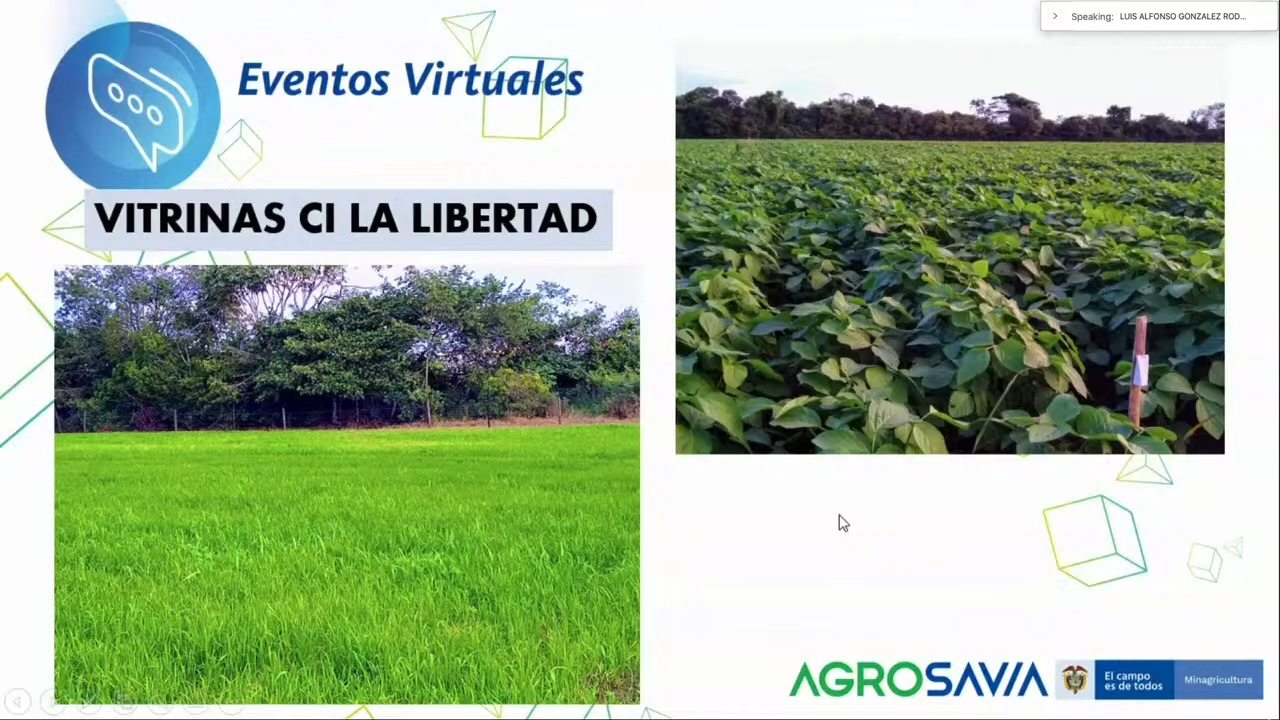 Speaking: LUIS ALFONSO GONZALEZ ROD...
Eventos Virtuales
VITRINAS CI LA LIBERTAD
AGROSAVIA
El campo
es de todos
Minagricultura